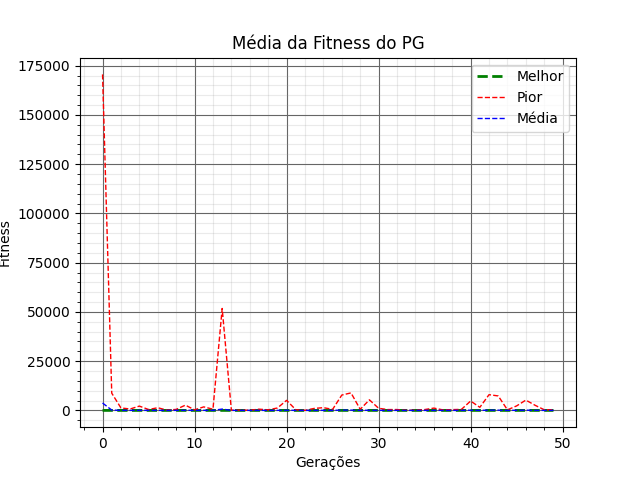 Média da Fitness do PG
175000
150000
125000
100000
75000
50000
25000
0
Fitness
0 10 20 30 40 50
Gerações
Melhor
Pior
Média